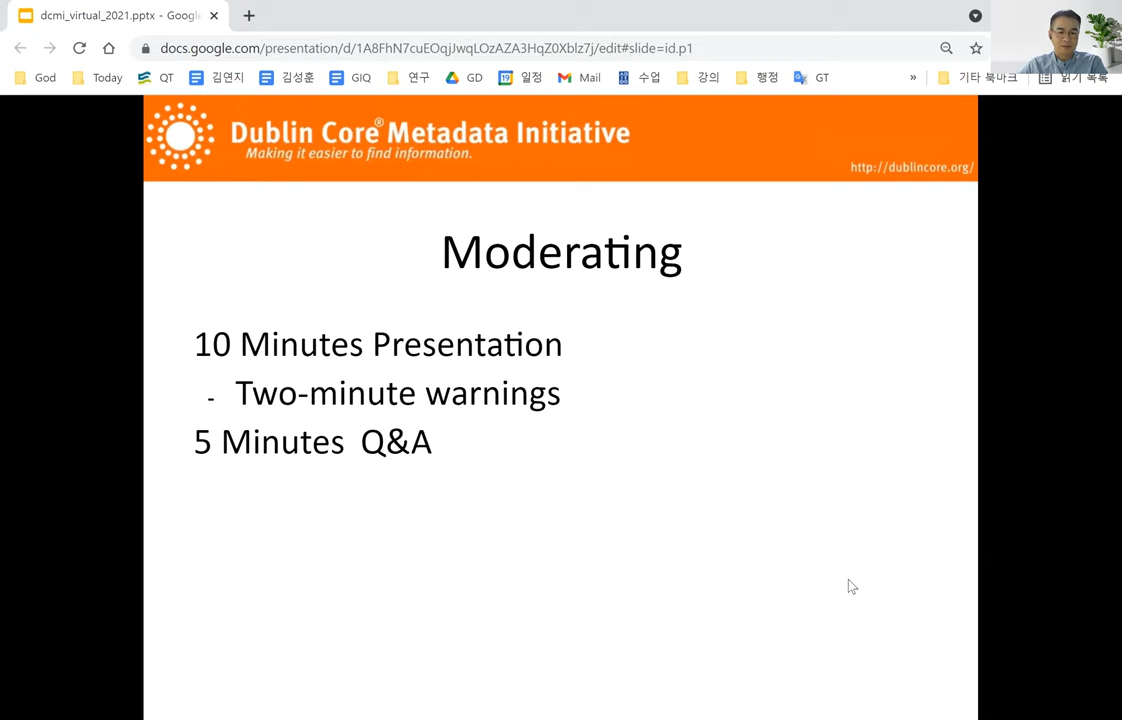 dcmi_virtual_2021.pptx - Google
docs.google.com/presentation/d/1A8FhN7cuEOqjJwqLOzAZA3HqZ0Xblz7j/edit#slide=id.p1
God Today QT 김연지 김성훈 GIQ 연구 GD 19 일정 Mail 수업 강의 행정 GT » 기타 북마크 읽기 목록
Dublin Core® Metadata Initiative
Making it easier to find information.
http://dublincore.org/
Moderating
10 Minutes Presentation
- Two-minute warnings
5 Minutes Q&A